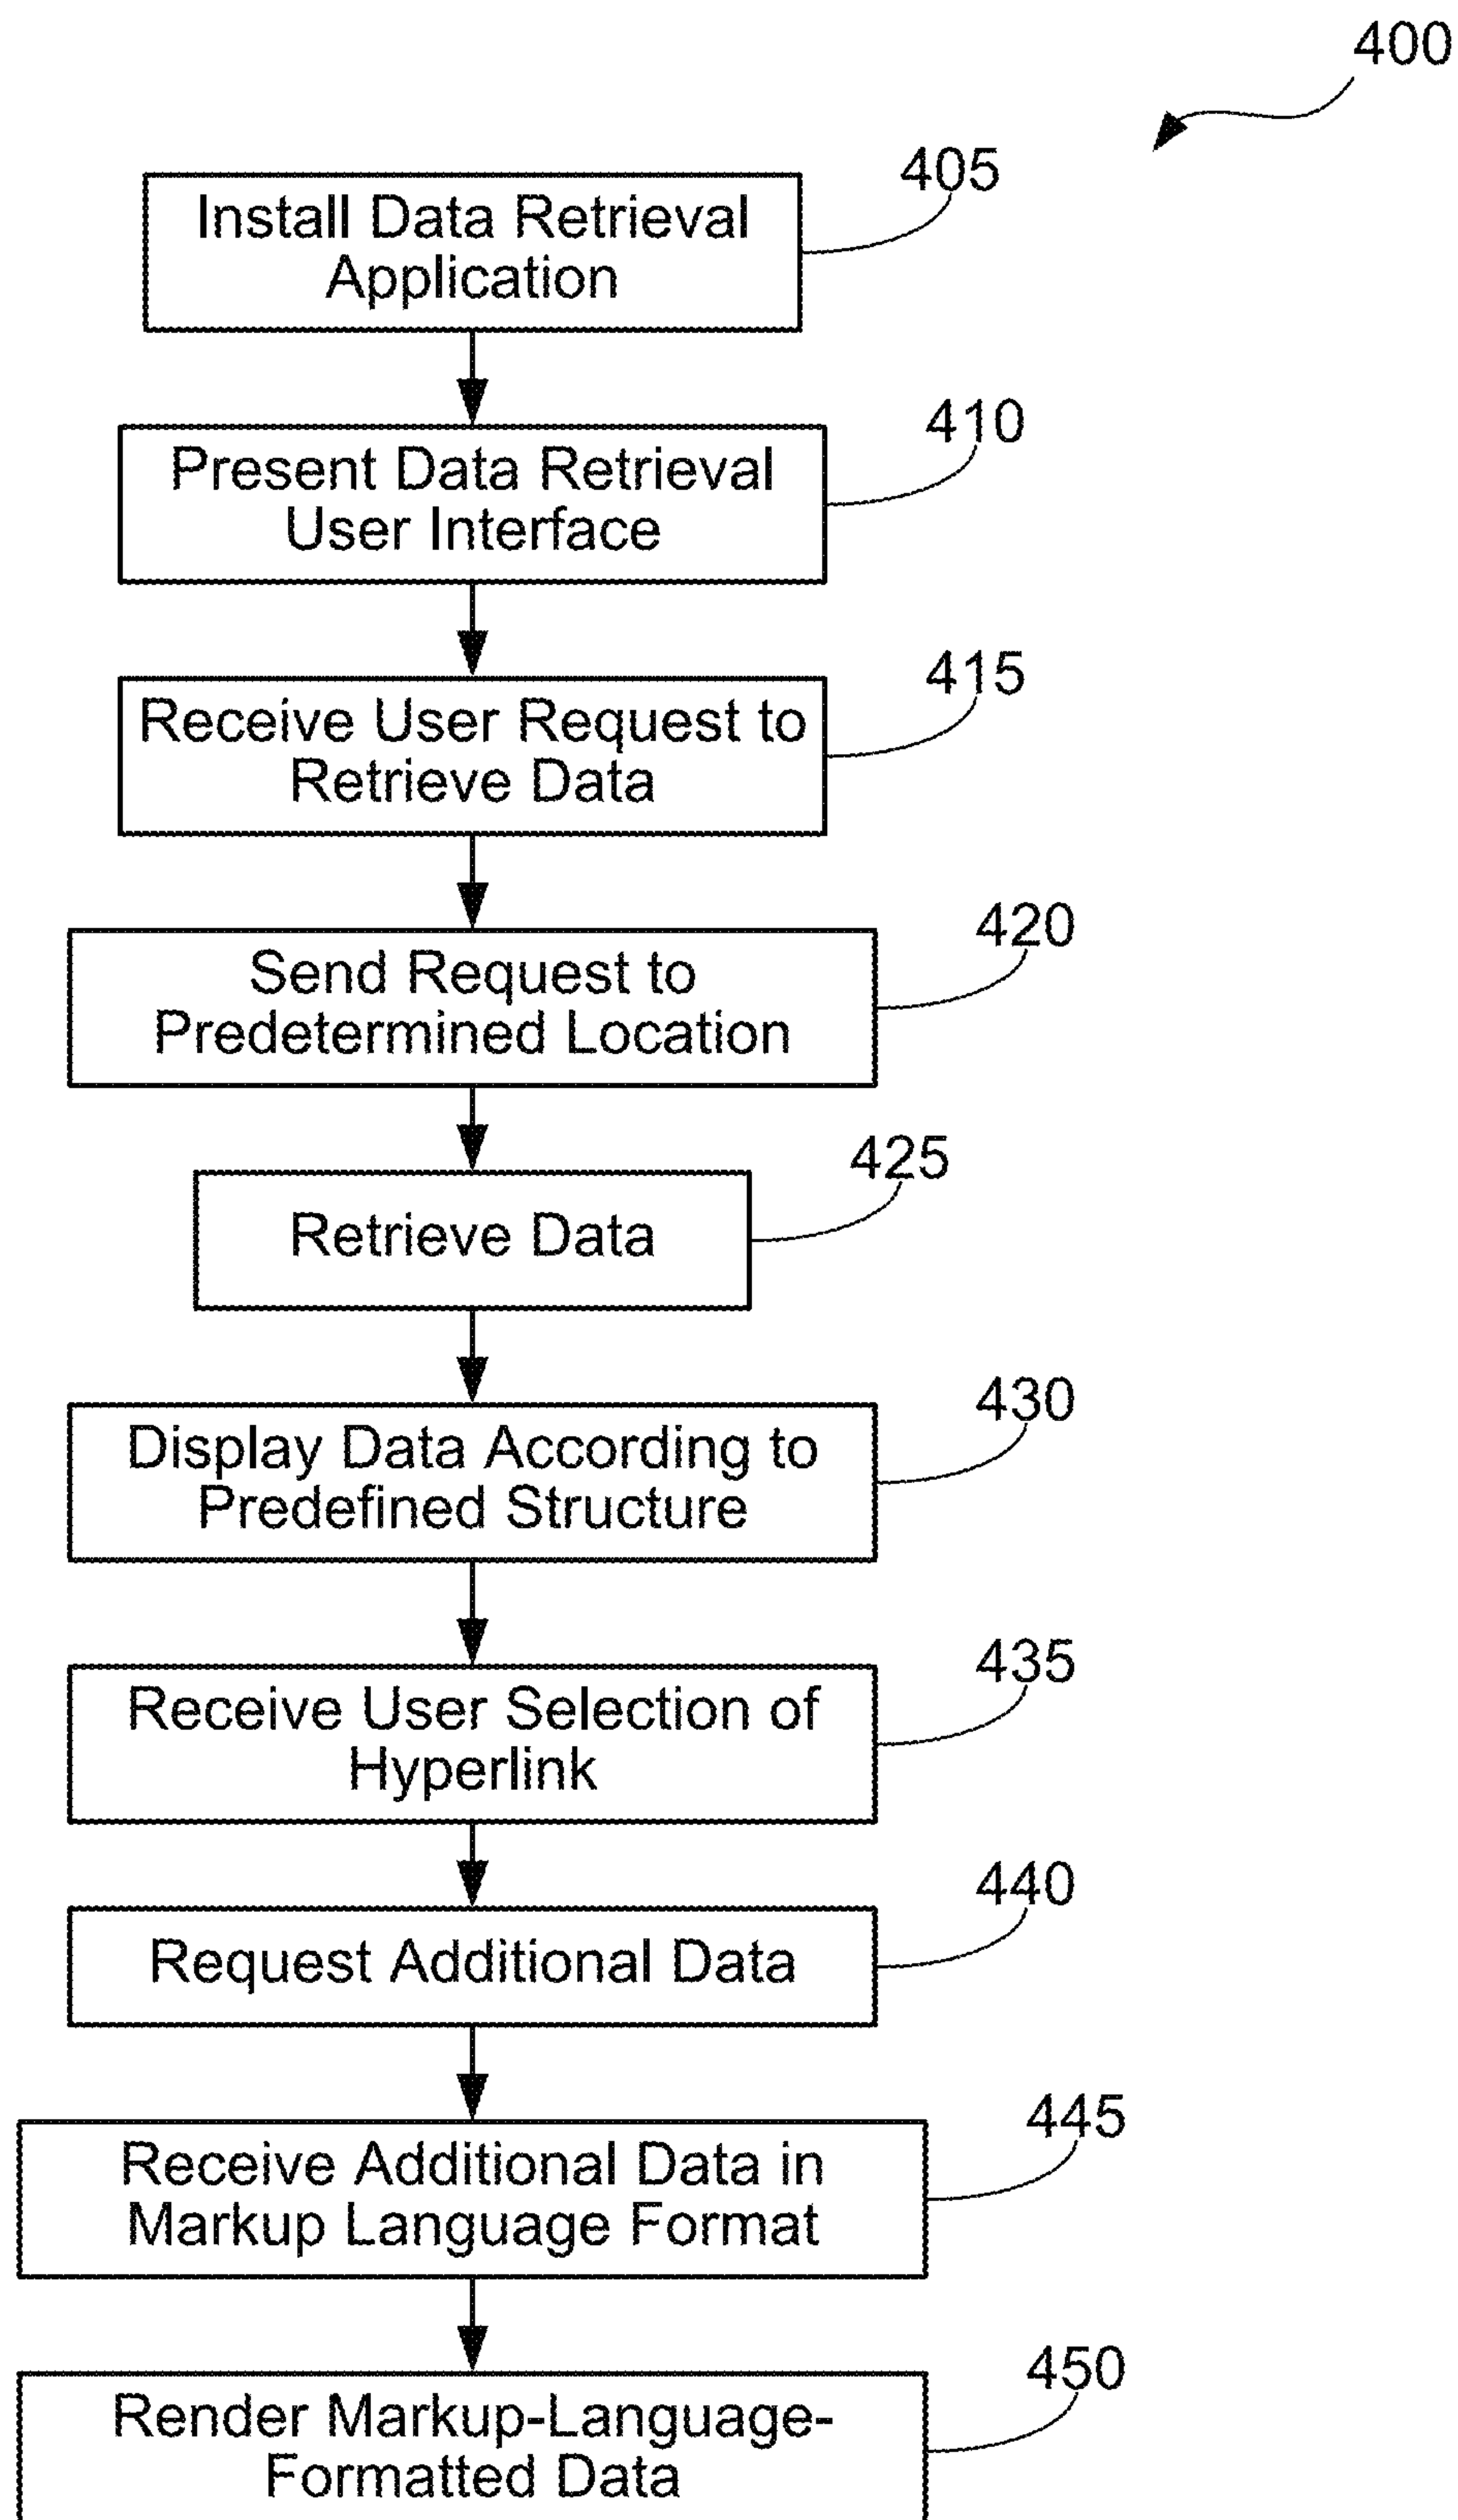 400
405
Install Data Retrieval
Application
410
Present Data Retrieval
User Interface
415
Receive User Request to
Retrieve Data
420
Send Request to
Predetermined Location
425
Retrieve Data
430
Display Data According to
Predefined Structure
435
Receive User Selection of
Hyperlink
440
Request Additional Data
445
Receive Additional Data in
Markup Language Format
450
Render Markup-Language-
Formatted Data